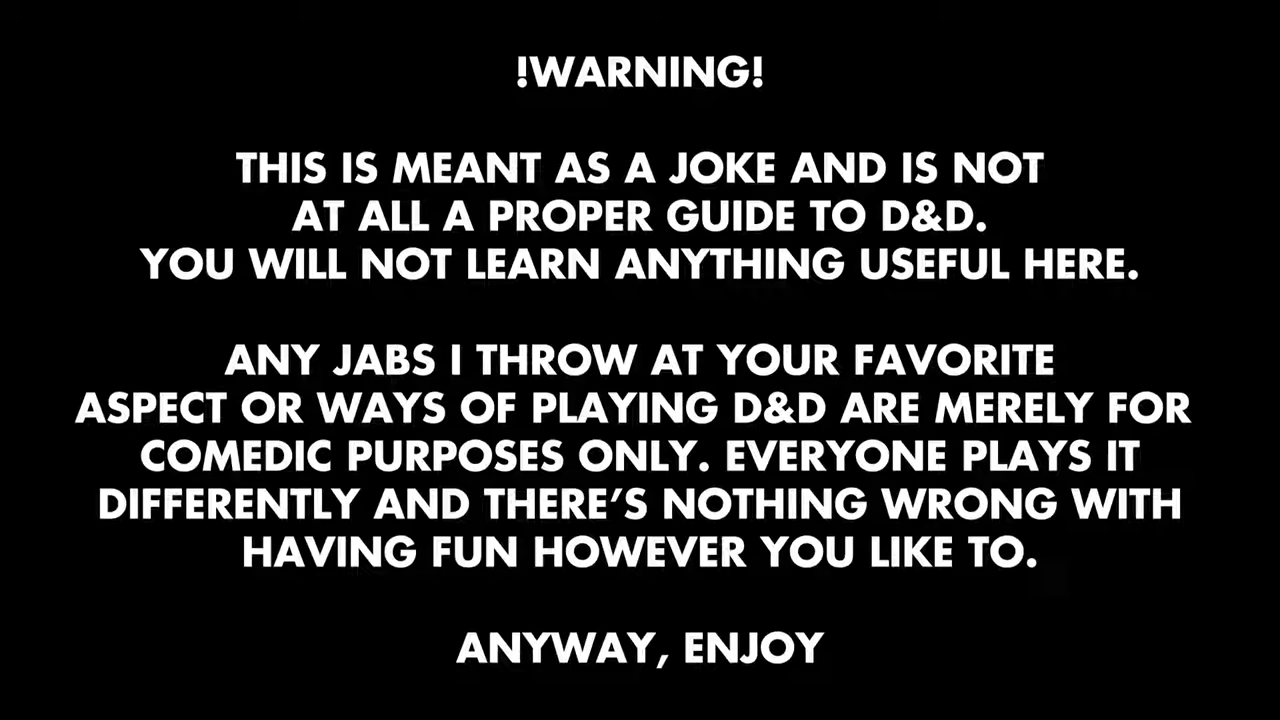 !WARNING!
THIS IS MEANT AS A JOKE AND IS NOT
AT ALL A PROPER GUIDE TO D&D.
YOU WILL NOT LEARN ANYTHING USEFUL HERE.
ANY JABS I THROW AT YOUR FAVORITE
ASPECT OR WAYS OF PLAYING D&D ARE MERELY FOR
COMEDIC PURPOSES ONLY. EVERYONE PLAYS IT
DIFFERENTLY AND THERE’S NOTHING WRONG WITH
HAVING FUN HOWEVER YOU LIKE TO.
ANYWAY, ENJOY